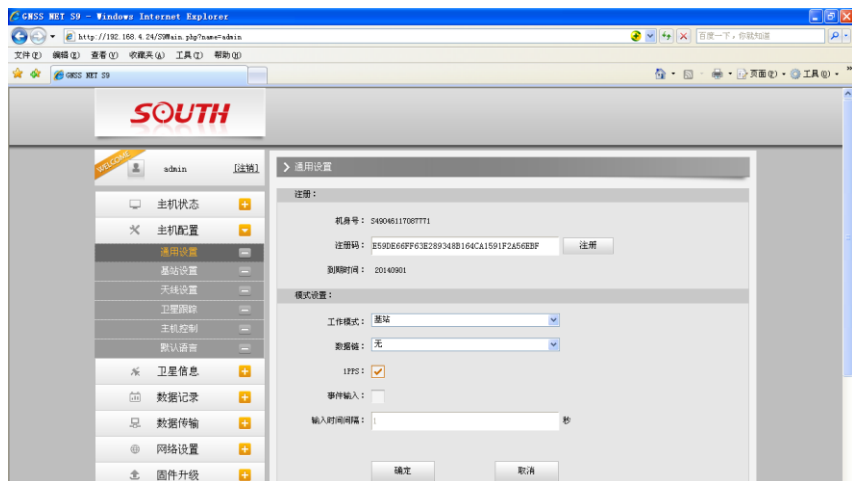 GNSS NET S9 - Windows Internet Explorer
http://192.168.4.24/S9Main.php?name=admin
百度一下，你就知道
文件(F) 编辑(E) 查看(V) 收藏夹(A) 工具(T) 帮助(H)
GNSS NET S9
页面(P) 工具(O)
SOUTH
WELCOME
admin
[注销]
通用设置
注册：
主机状态
机身号： S49046117087771
主机配置
注册码： E59DE66FF63E289348B164CA1591F2A56EBF 注册
通用设置
基站设置
到期时间： 20140901
天线设置
模式设置：
卫星跟踪
工作模式： 基站
主机控制
数据链： 无
默认语言
1PPS：
卫星信息
事件输入：
数据记录
输入时间间隔： 秒
数据传输
网络设置
固件升级
确定 取消